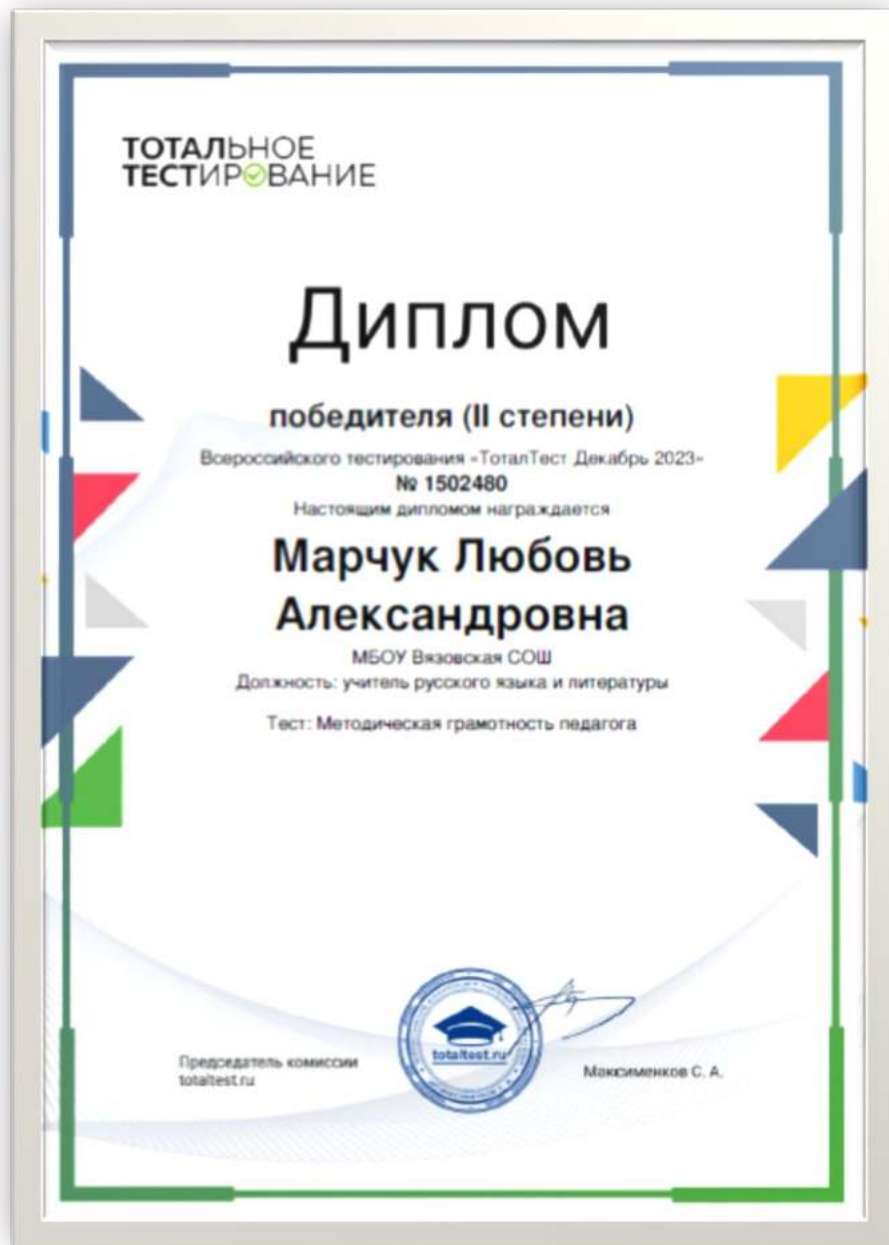 ТОТАЛЬНОЕ
ТЕСТИРОВАНИЕ
Диплом
победителя (II степени)
Всероссийского тестирования «ТоталТест Декабрь 2023»
№ 1502480
Настоящим дипломом награждается
Марчук Любовь
Александровна
МБОУ Вязовская СОШ
Должность: учитель русского языка и литературы
Тест: Методическая грамотность педагога
Председатель комиссии
totaltest.ru
totaltest.ru
Максименков С. А.